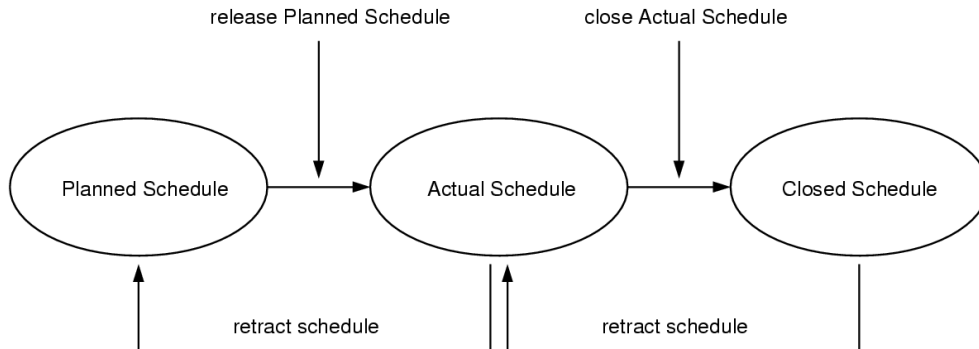 release Planned Schedule
close Actual Schedule
Planned Schedule
Actual Schedule
Closed Schedule
retract schedule
retract schedule